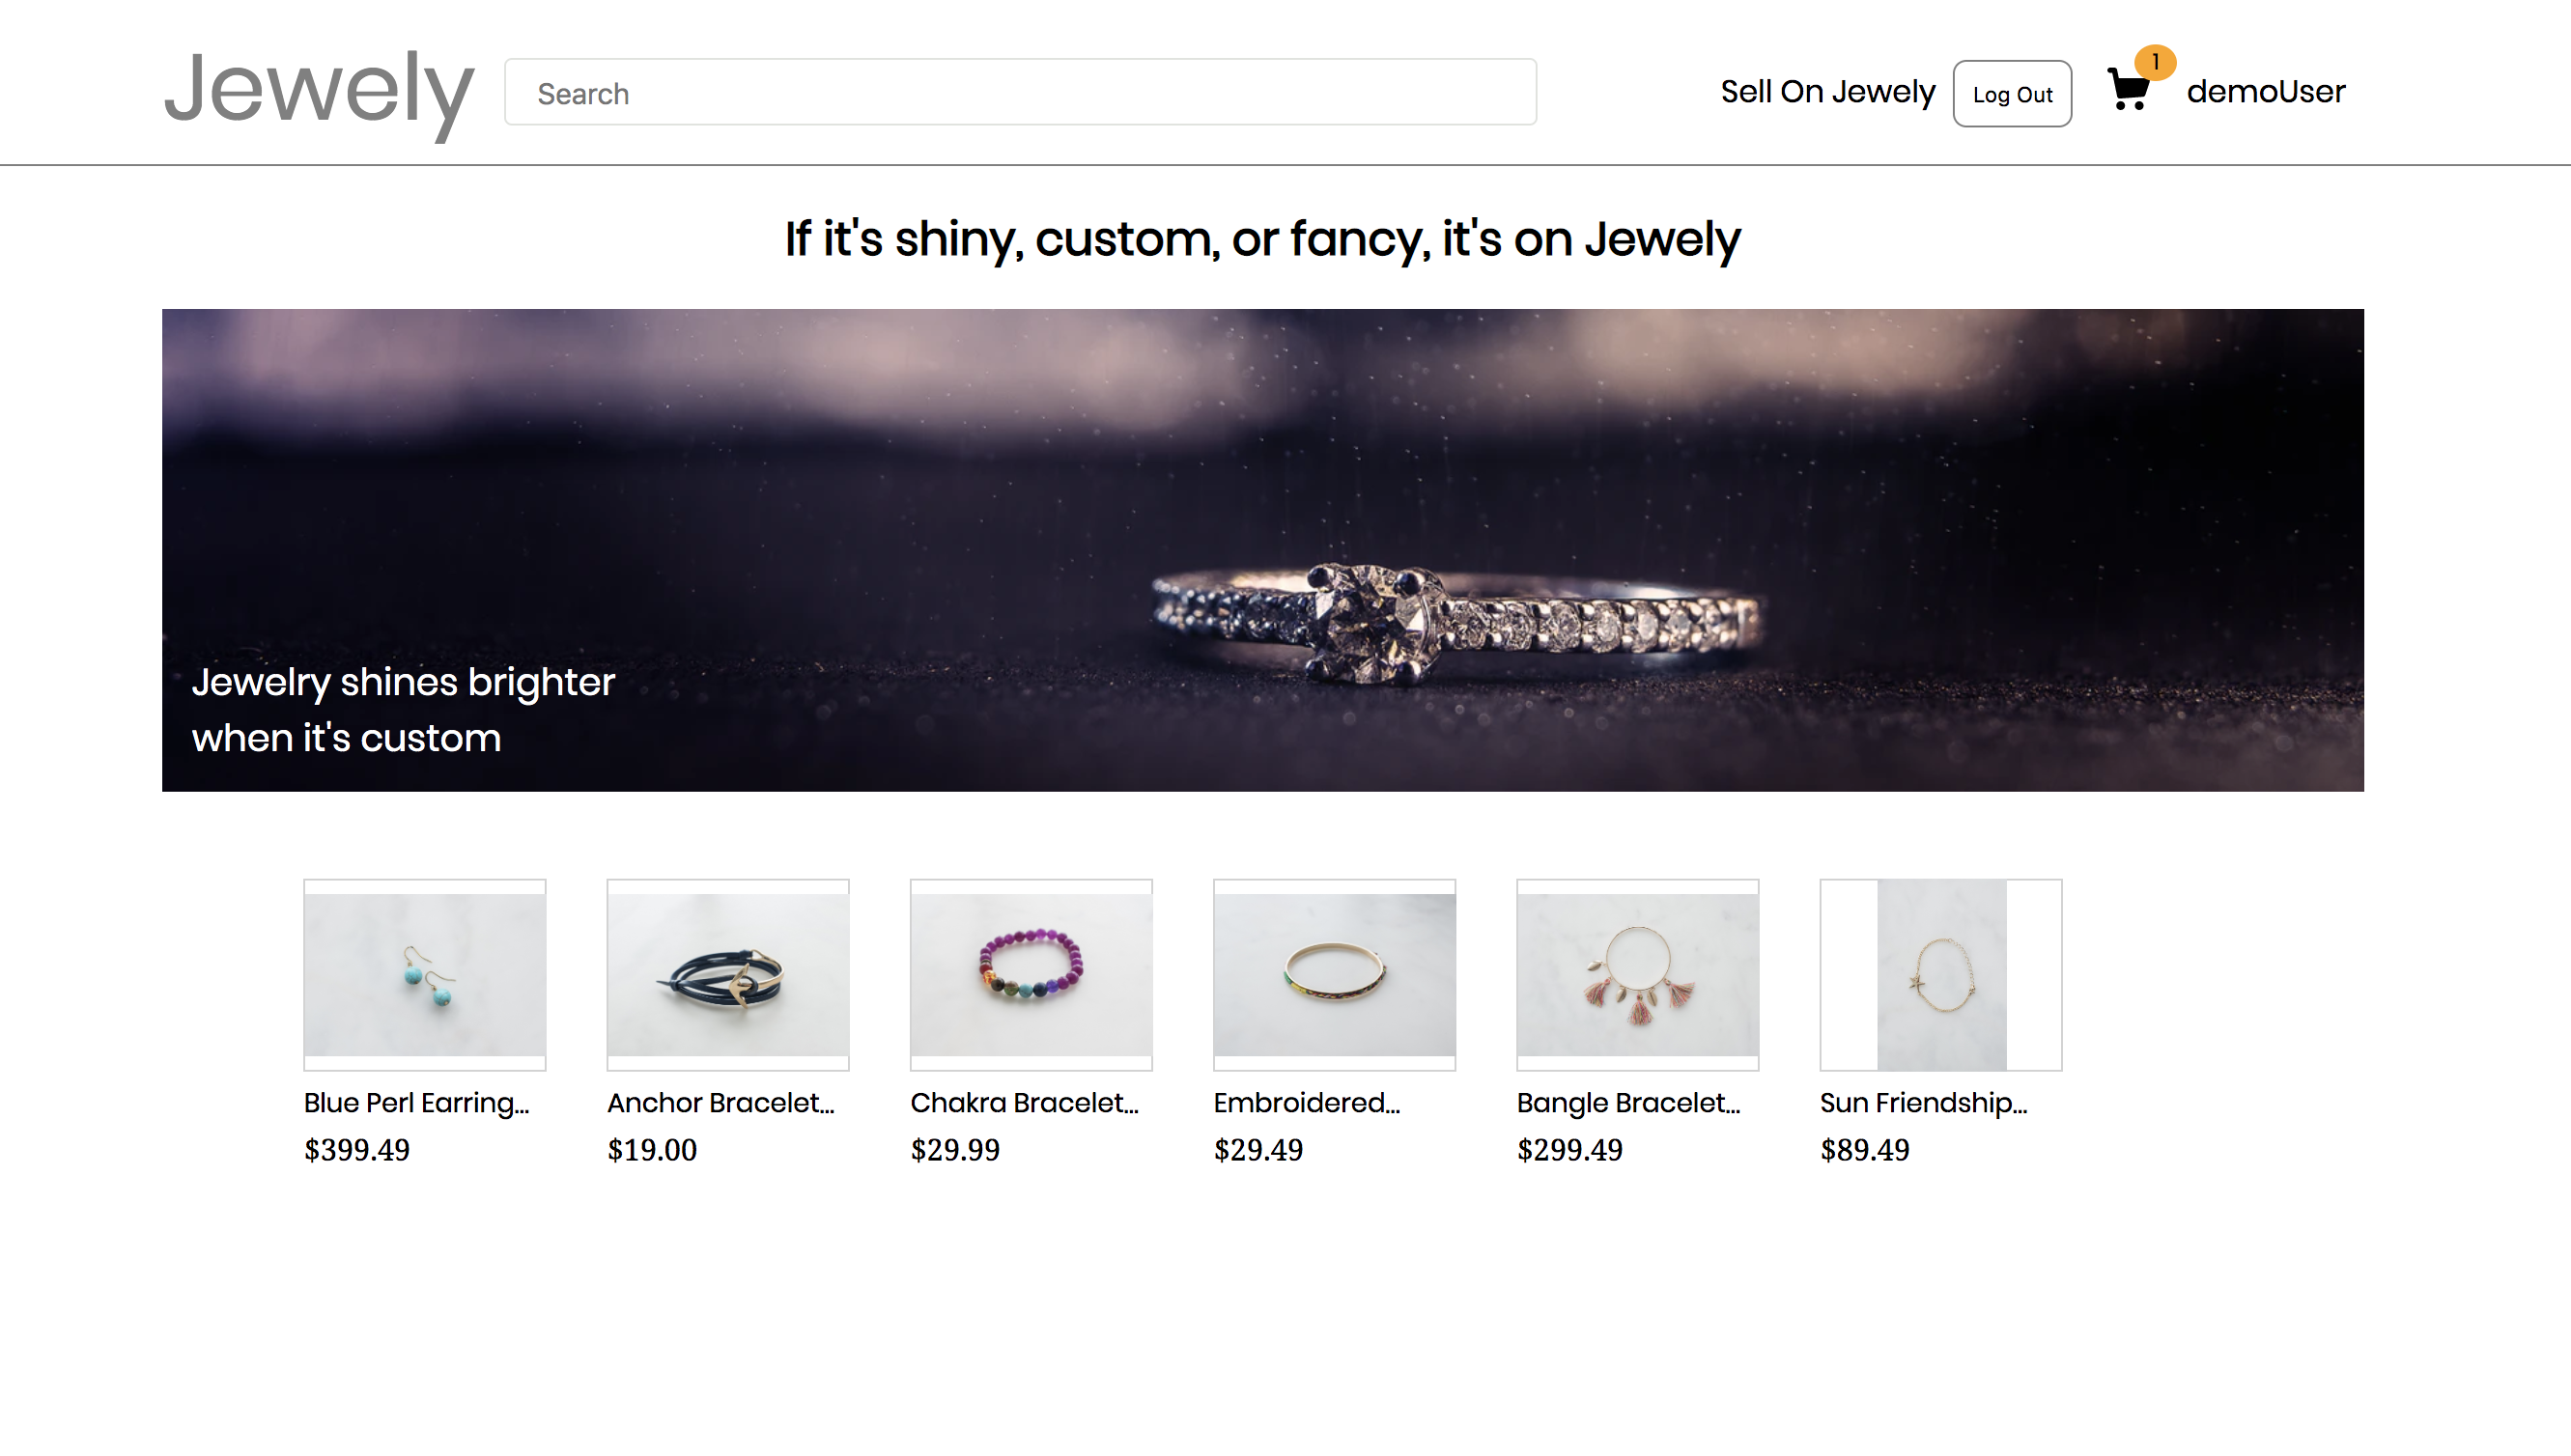 Jewely
Search
Sell On Jewely
Log Out
1
demoUser
If it's shiny, custom, or fancy, it's on Jewely
Jewelry shines brighter
when it's custom
Blue Perl Earring...
$399.49
Anchor Bracelet...
$19.00
Chakra Bracelet...
$29.99
Embroidered...
$29.49
Bangle Bracelet...
$299.49
Sun Friendship...
$89.49